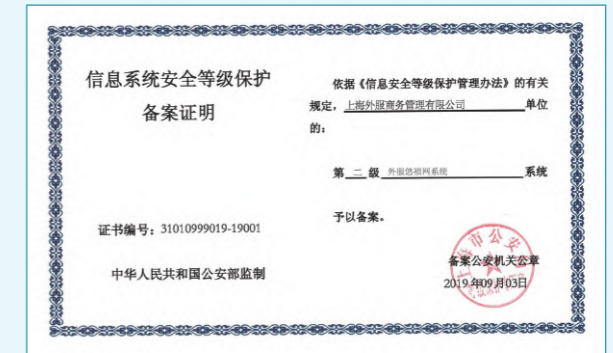 信息系统安全等级保护
备案证明
证书编号：31010999019-19001
中华人民共和国公安部监制
依据《信息安全等级保护管理办法》的有关
规定，上海外服商务管理有限公司单位
的：
第二级外服悠福网系统系统
予以备案。
备案公安机关公章
2019年09月03日